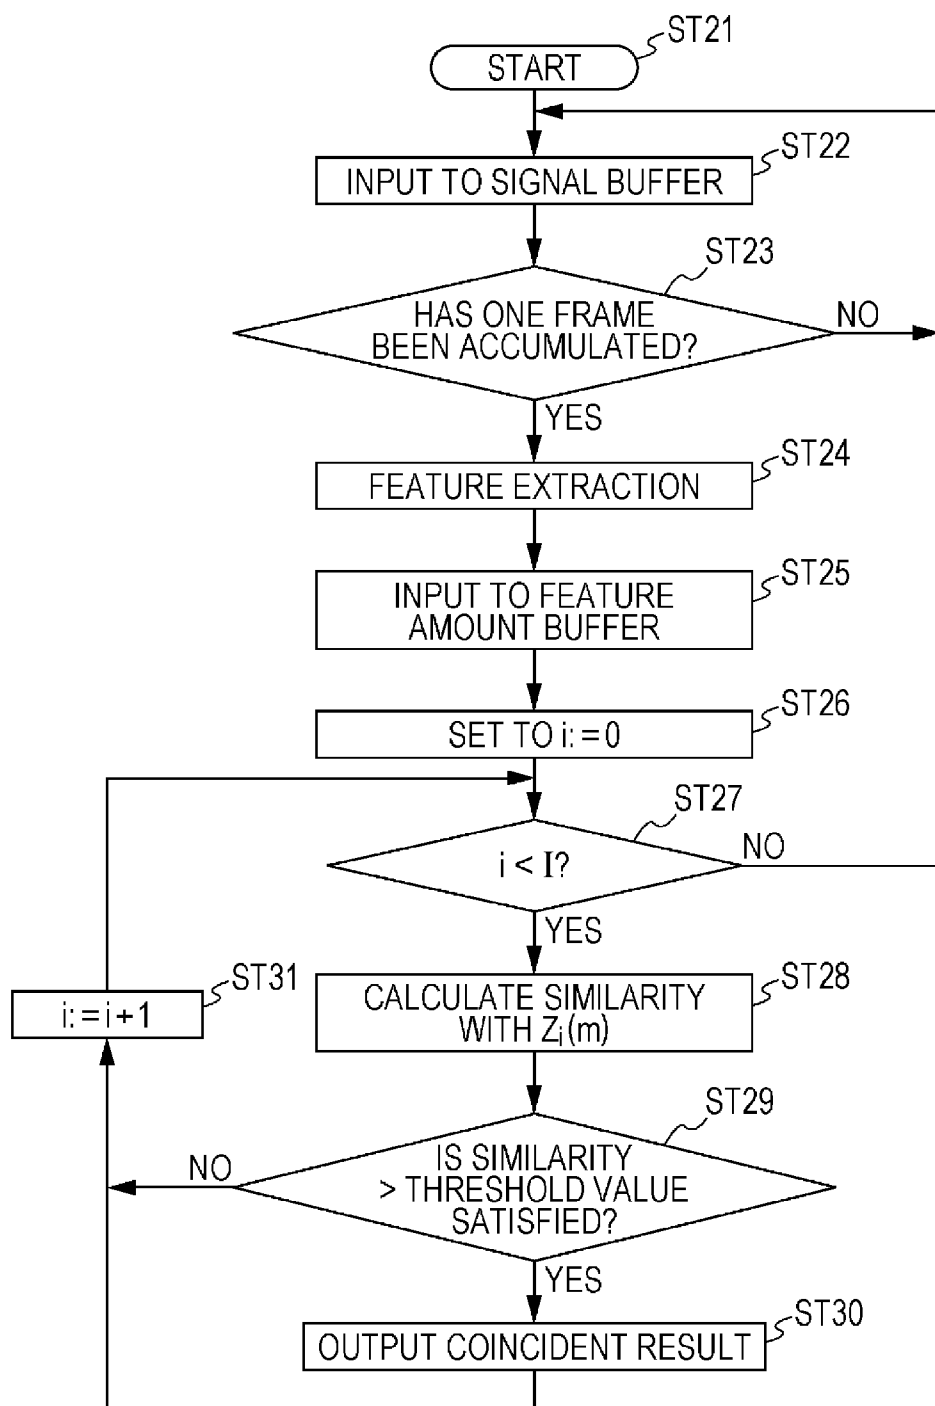 START
ST21
INPUT TO SIGNAL BUFFER
ST22
HAS ONE FRAME
BEEN ACCUMULATED?
ST23
NO
YES
FEATURE EXTRACTION
ST24
INPUT TO FEATURE
AMOUNT BUFFER
ST25
SET TO i:=0
ST26
i < I?
ST27
NO
YES
CALCULATE SIMILARITY
WITH Zi(m)
ST28
i:=i+1
ST31
IS SIMILARITY
> THRESHOLD VALUE
SATISFIED?
ST29
NO
YES
OUTPUT COINCIDENT RESULT
ST30